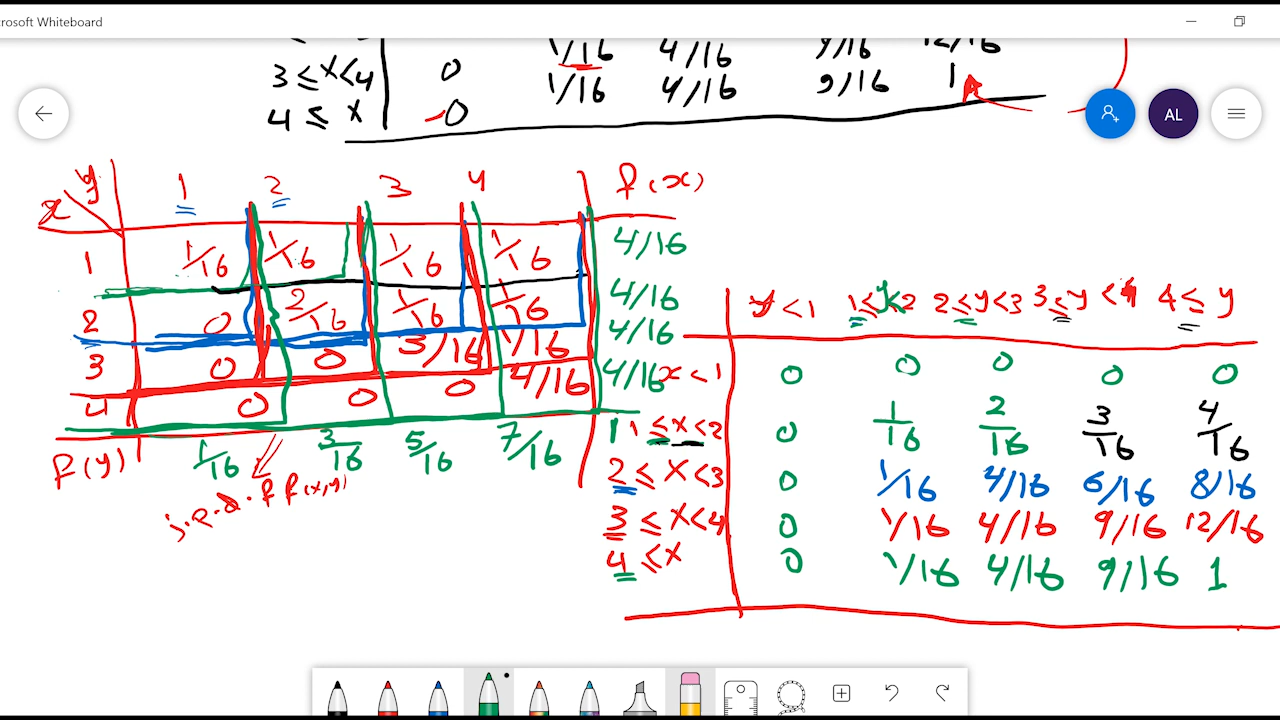 rosoft Whiteboard
1/16 4/16 9/16 12/16
3 ≤ x < 4 0 1/16 4/16 9/16 1
4 ≤ x 0
AL
x y 1 2 3 4 f(x)
1 1/16 1/16 1/16 1/16 4/16
2 0 2/16 1/16 1/16 4/16
3 0 0 3/16 1/16 4/16
4 0 0 0 4/16 4/16
f(y) 1/16 3/16 5/16 7/16 1
j.p.d.f f(x,y)
y < 1 1 ≤ y < 2 2 ≤ y < 3 3 ≤ y < 4 4 ≤ y
x < 1 0 0 0 0 0
1 ≤ x < 2 0 1/16 2/16 3/16 4/16
2 ≤ x < 3 0 1/16 4/16 6/16 8/16
3 ≤ x < 4 0 1/16 4/16 9/16 12/16
4 ≤ x 0 1/16 4/16 9/16 1